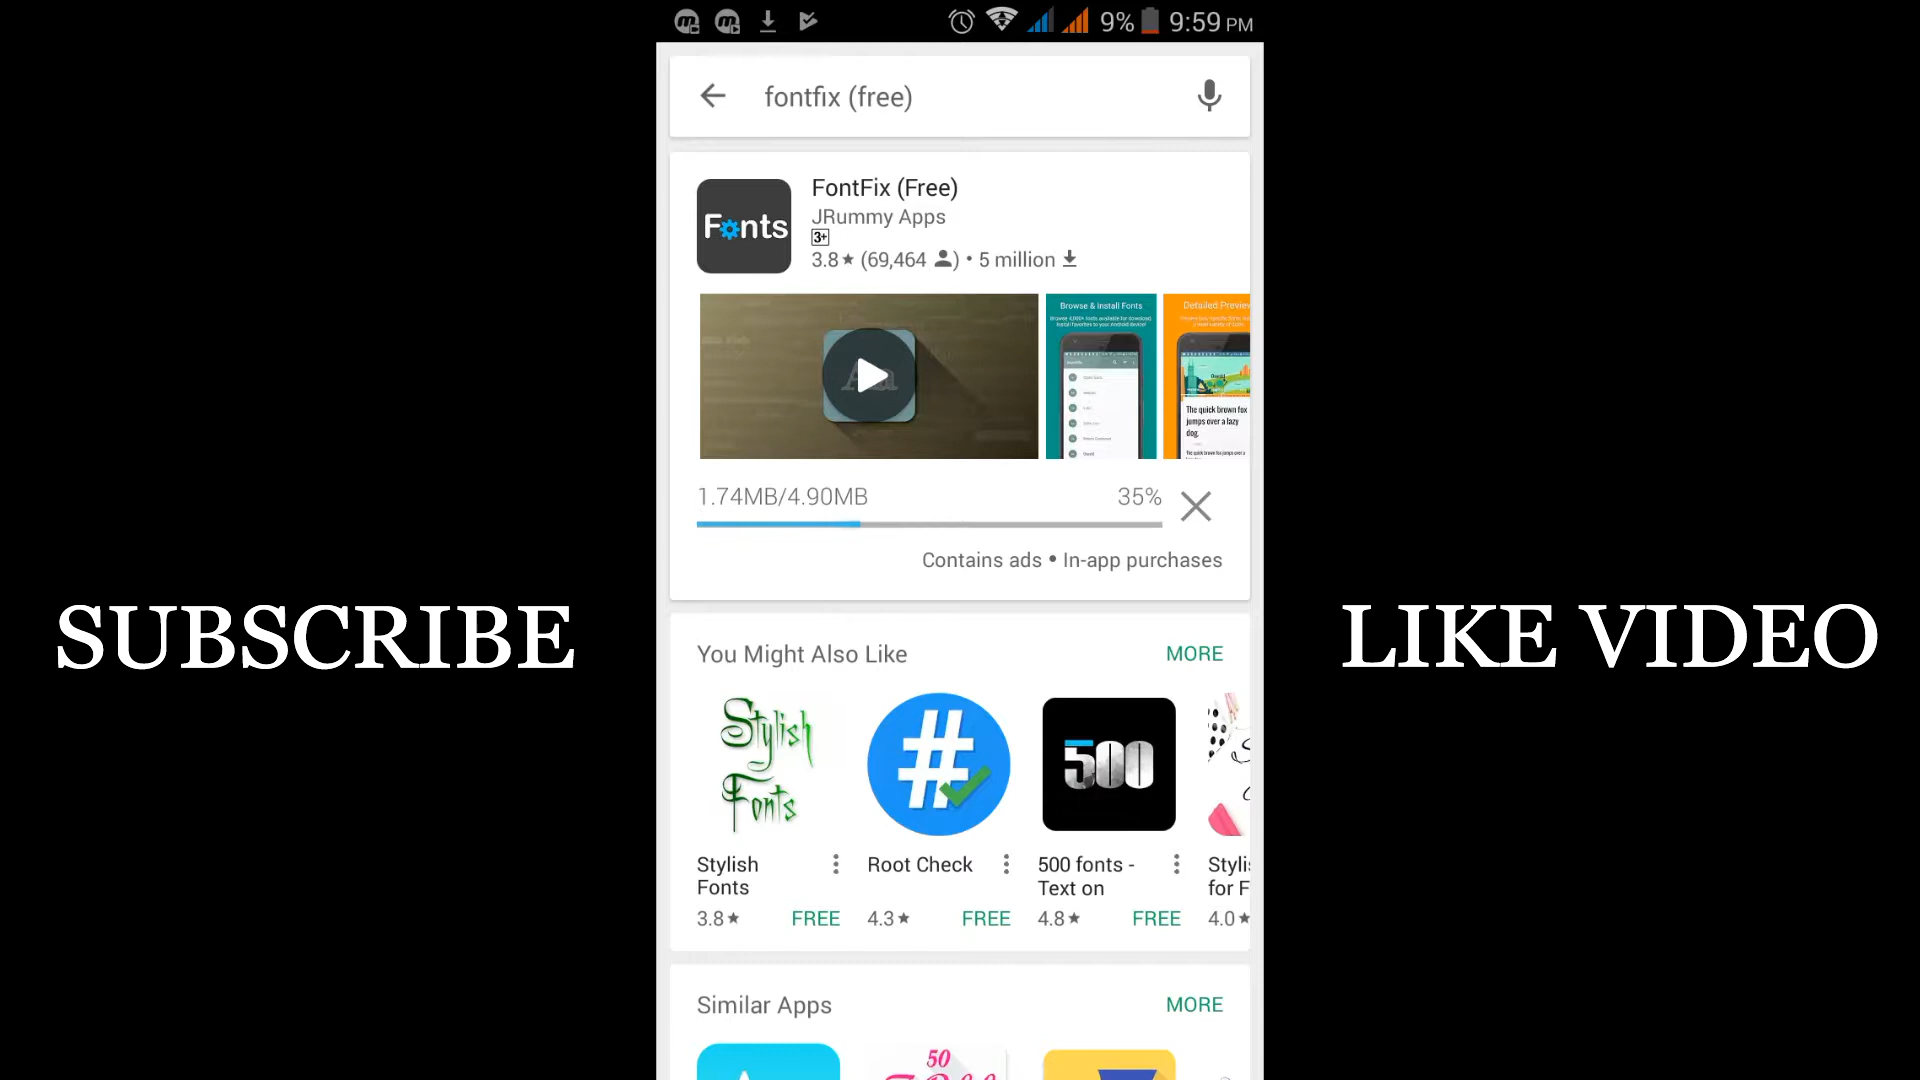 9% 9:59 PM
fontfix (free)
Fonts
FontFix (Free)
JRummy Apps
3+
3.8★ (69,464 ) • 5 million
Aa
Browse & Install Fonts
Detailed Preview
The quick brown fox
jumps over a lazy
dog.
1.74MB/4.90MB 35%
Contains ads • In-app purchases
SUBSCRIBE
LIKE VIDEO
You Might Also Like MORE
Stylish
Fonts
#
500
Stylish
Fonts
3.8★ FREE
Root Check
4.3★ FREE
500 fonts -
Text on
4.8★ FREE
Styli
for F
4.0★
Similar Apps MORE
50